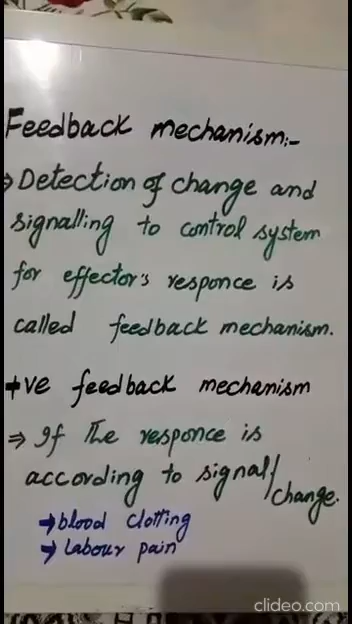 Feedback mechanism:-
⇒ Detection of change and
signalling to control system
for effector's responce is
called feedback mechanism.
+ve feedback mechanism
⇒ If The responce is
according to signal/
change.
→ blood clotting
→ Labour pain
clideo.com